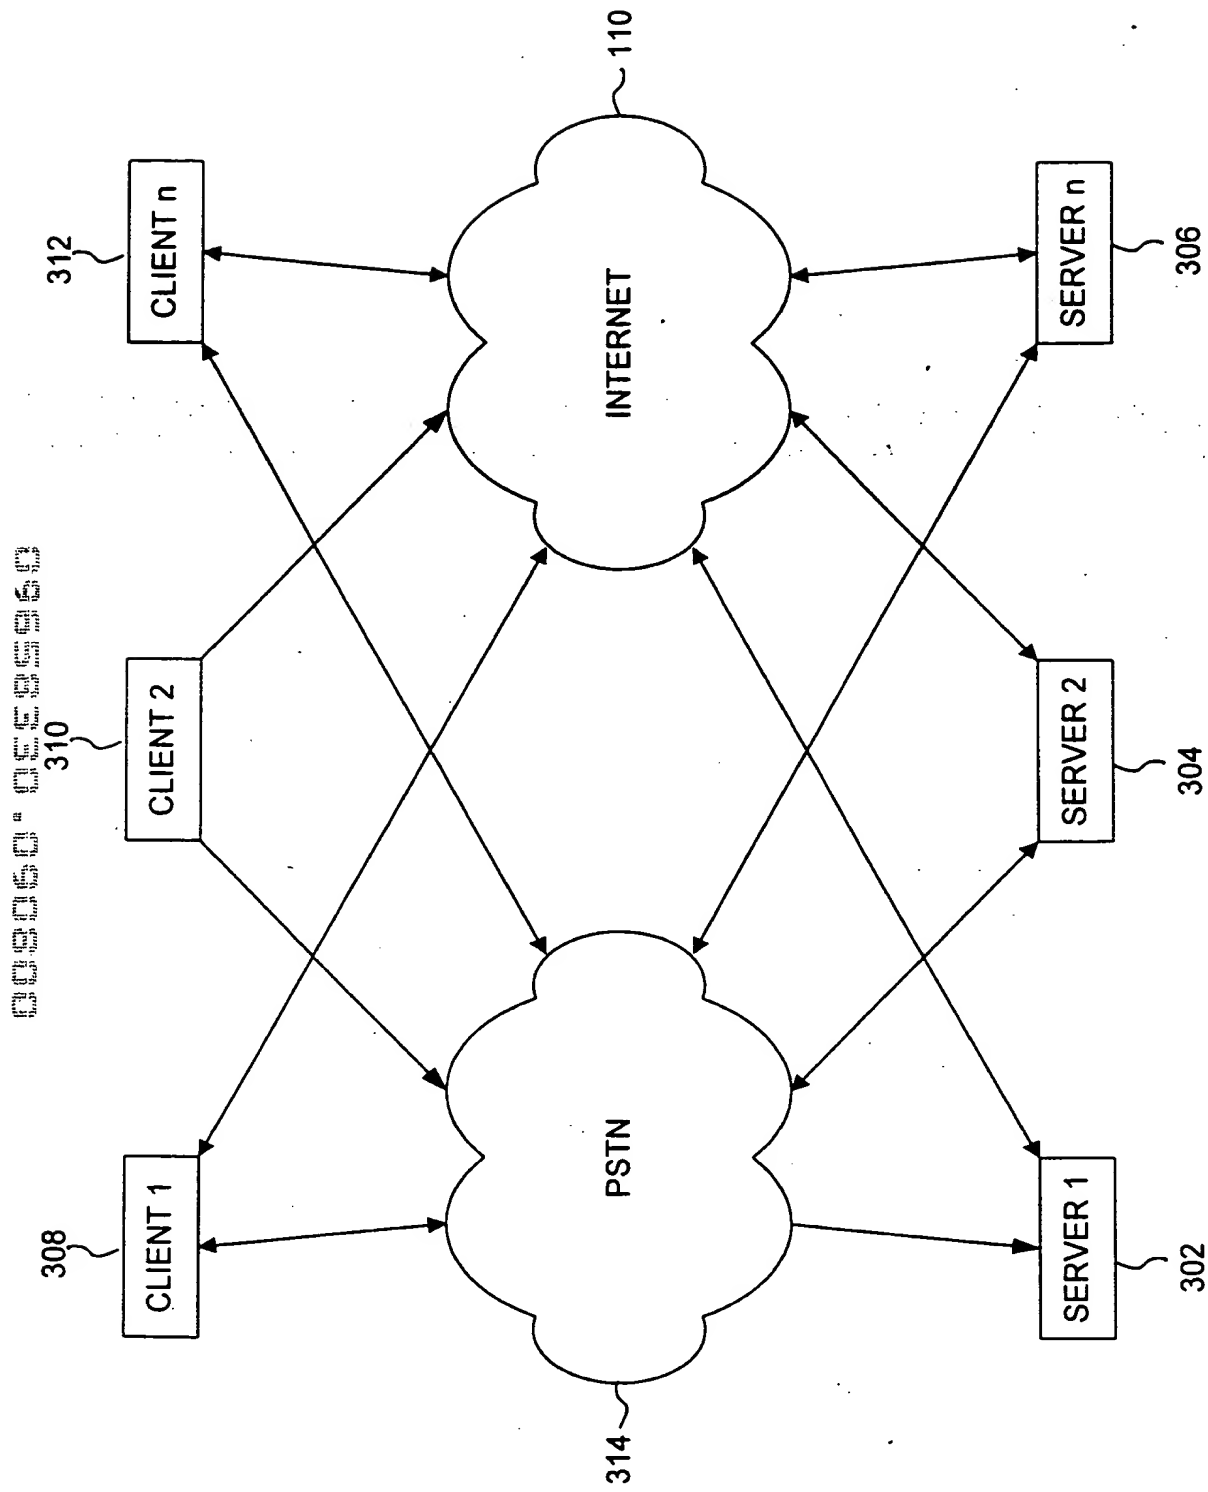 308
310
312
CLIENT 1
CLIENT 2
CLIENT n
314
PSTN
INTERNET
110
SERVER 1
SERVER 2
SERVER n
302
304
306